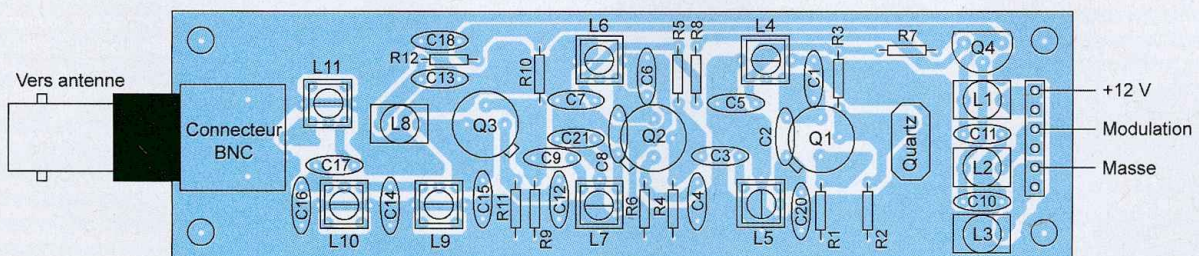 Vers antenne
Connecteur
BNC
L11
L8
C18
R12
C13
Q3
R10
L6
C7
C21
C9
C8
C6
Q2
R5
R8
L4
C5
C3
C2
C1
R3
Q1
R7
Quartz
Q4
L1
C11
L2
C10
L3
+12 V
Modulation
Masse
C17
C16
L10
C14
L9
C15
R11
R9
C12
L7
R6
R4
C4
L5
C20
R1
R2